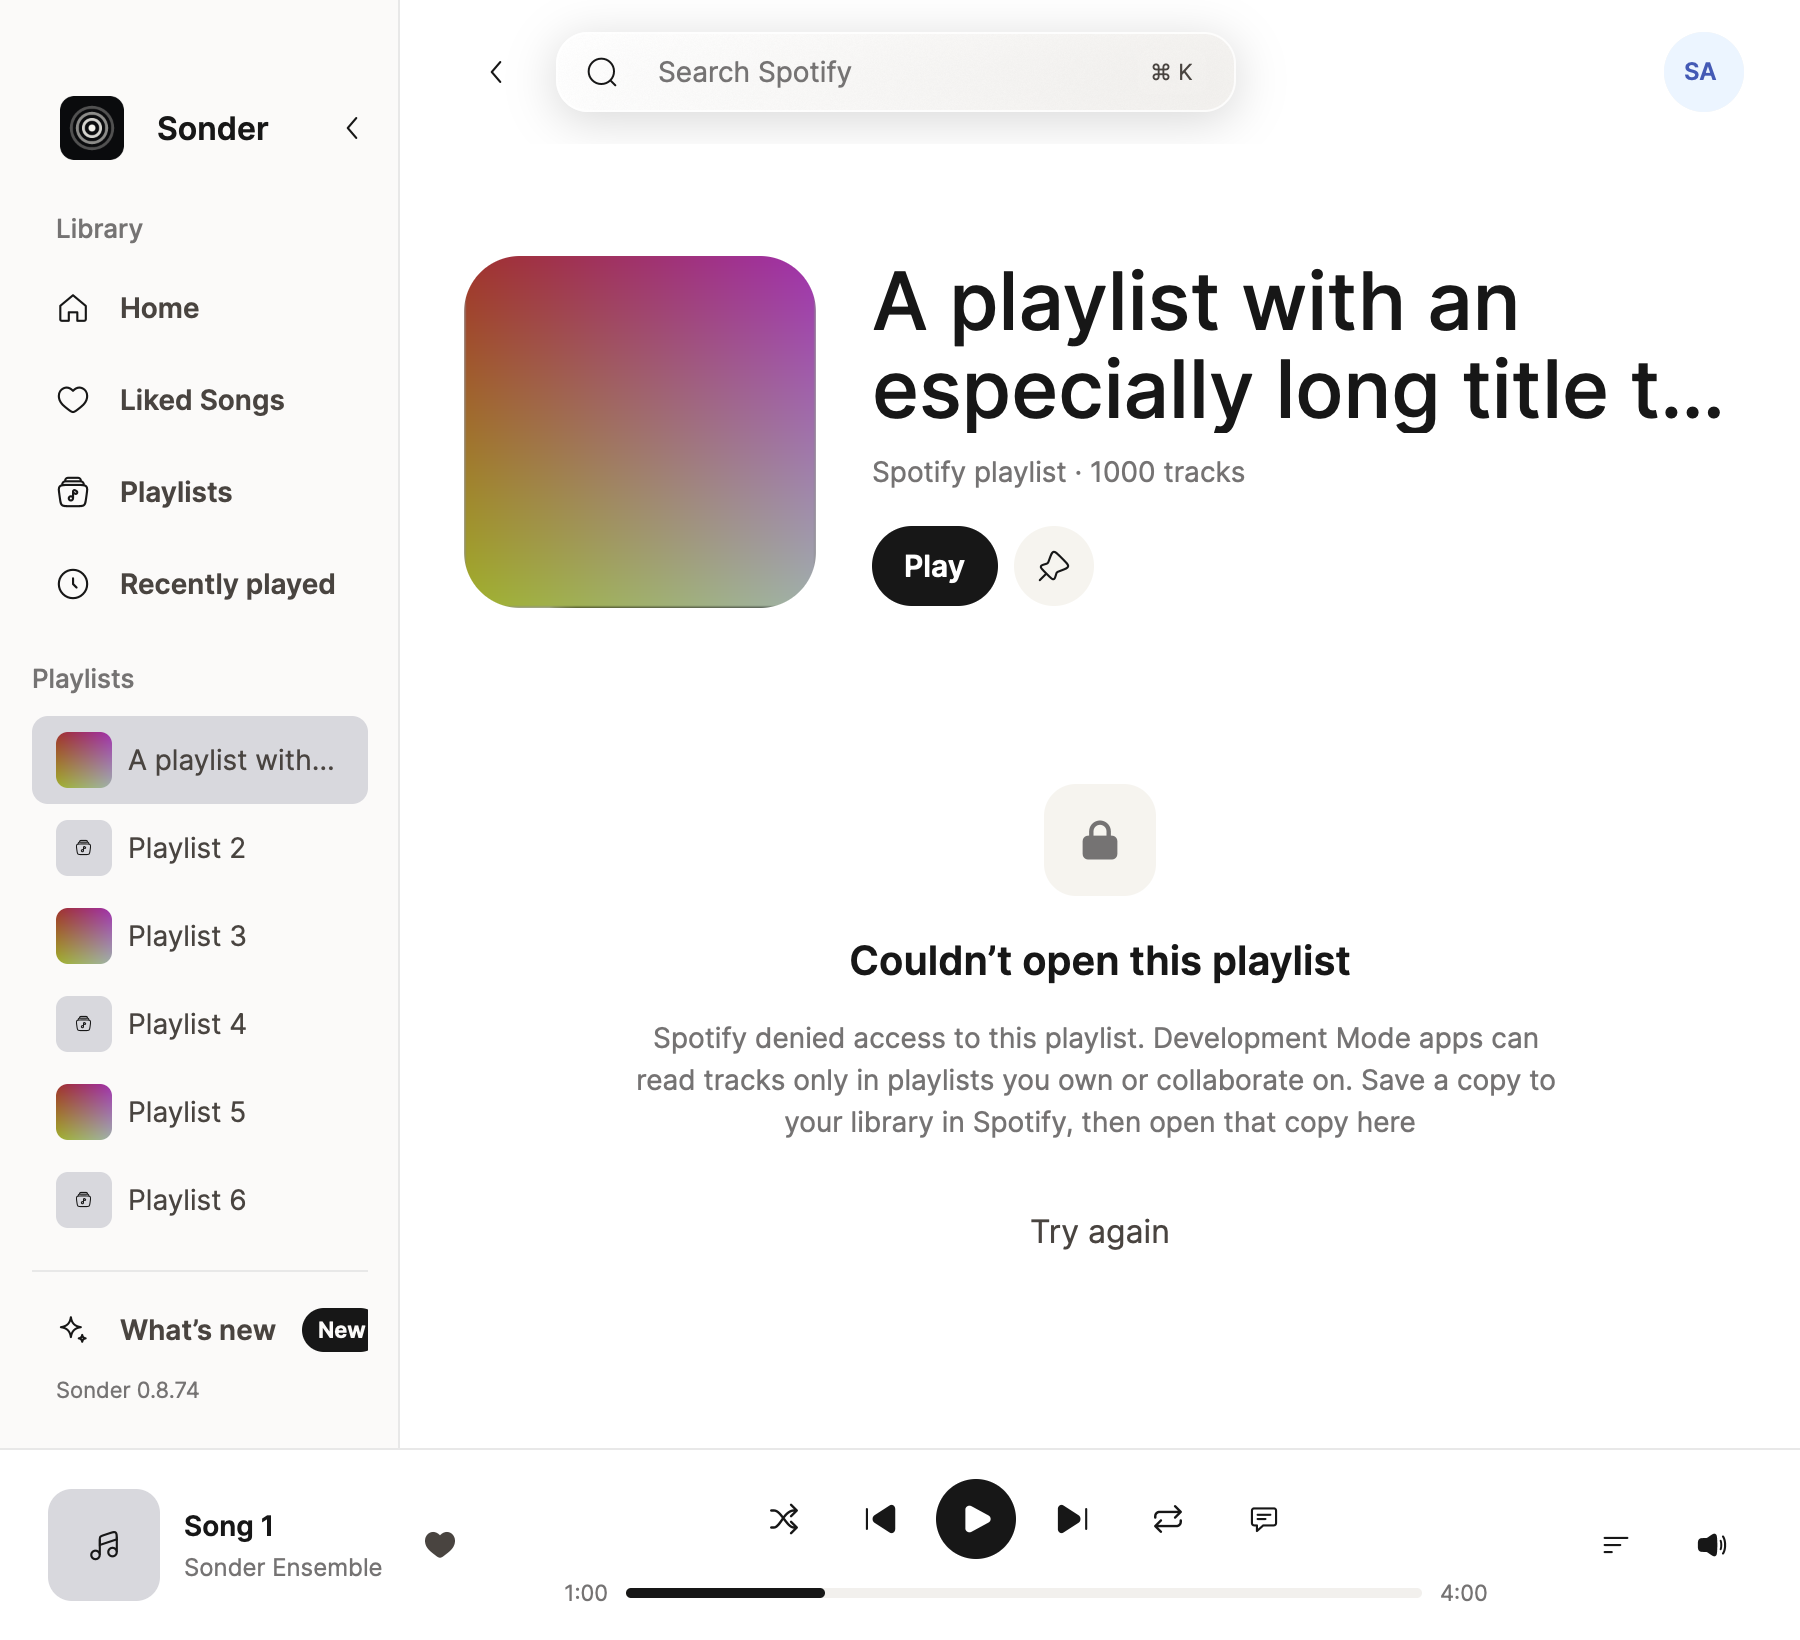 Sonder
Library
Home
Liked Songs
Playlists
Recently played
Playlists
A playlist with...
Playlist 2
Playlist 3
Playlist 4
Playlist 5
Playlist 6
What’s new
New
Sonder 0.8.74
Search Spotify
⌘ K
SA
A playlist with an
especially long title t...
Spotify playlist · 1000 tracks
Play
Couldn’t open this playlist
Spotify denied access to this playlist. Development Mode apps can
read tracks only in playlists you own or collaborate on. Save a copy to
your library in Spotify, then open that copy here
Try again
Song 1
Sonder Ensemble
1:00
4:00